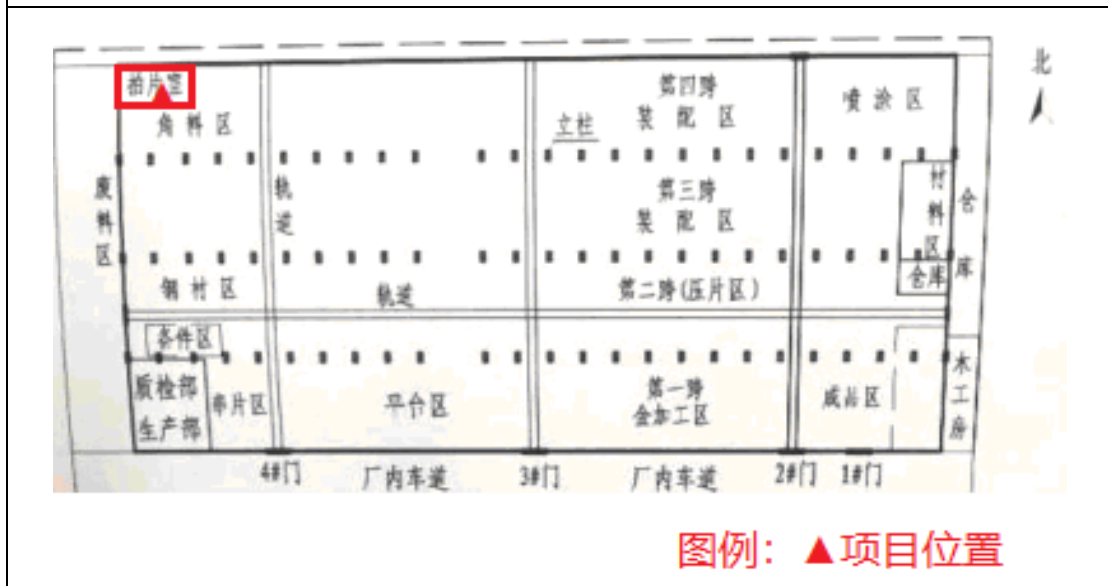 北
拍片室
角料区
第四跨
装配区
喷涂区
立柱
废料区
轨道
第三跨
装配区
材料区
仓库
钢材区
轨道
第二跨(压片区)
仓库
条件区
质检部
生产部
串片区
平台区
第一跨
金加工区
成品区
木工房
4#门
厂内车道
3#门
厂内车道
2#门
1#门
图例：▲项目位置